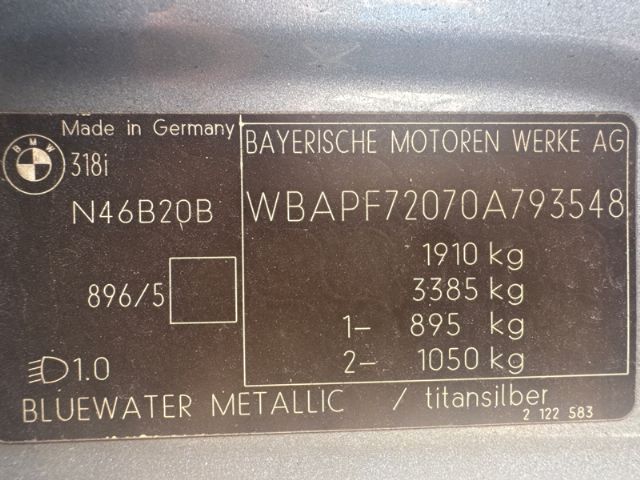 Made in Germany
BMW
318i
N46B20B
896/5
1.0
BAYERISCHE MOTOREN WERKE AG
WBAPF72070A793548
1910 kg
3385 kg
1– 895 kg
2– 1050 kg
BLUEWATER METALLIC / titansilber
2 122 583